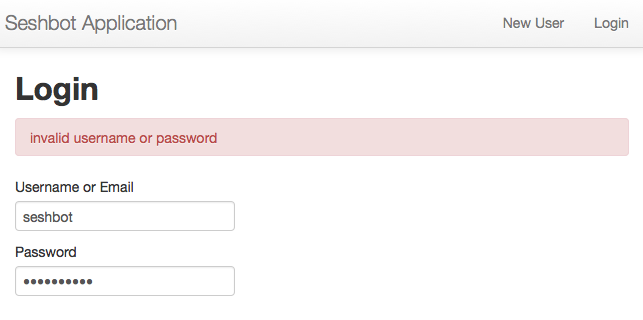 Seshbot Application New User Login
Login
invalid username or password
Username or Email
seshbot
Password
••••••••••